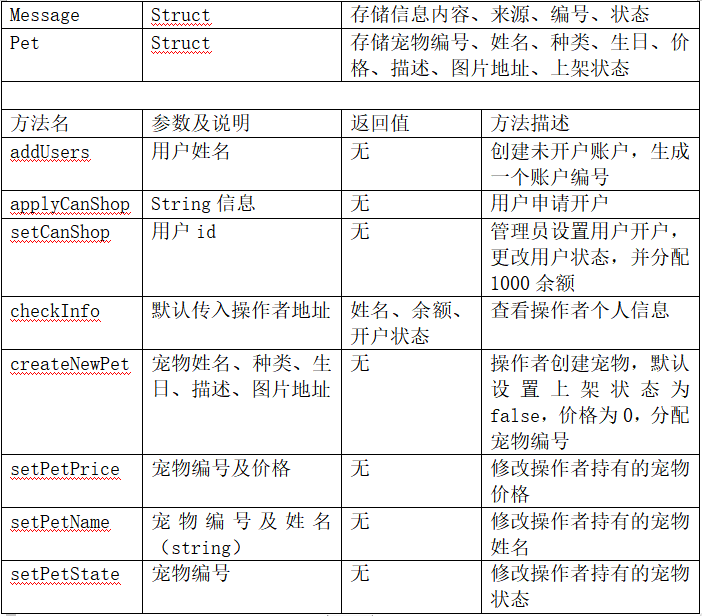 Message Struct 存储信息内容、来源、编号、状态
Pet Struct 存储宠物编号、姓名、种类、生日、价
格、描述、图片地址、上架状态
方法名 参数及说明 返回值 方法描述
addUsers 用户姓名 无 创建未开户账户，生成
一个账户编号
applyCanShop String 信息 无 用户申请开户
setCanShop 用户 id 无 管理员设置用户开户，
更改用户状态，并分配
1000 余额
checkInfo 默认传入操作者地址 姓名、余额、 查看操作者个人信息
开户状态
createNewPet 宠物姓名、种类、生 无 操作者创建宠物，默认
日、描述、图片地址 设置上架状态为
false，价格为 0，分配
宠物编号
setPetPrice 宠物编号及价格 无 修改操作者持有的宠物
价格
setPetName 宠物编号及姓名 无 修改操作者持有的宠物
（string） 姓名
setPetState 宠物编号 无 修改操作者持有的宠物
状态